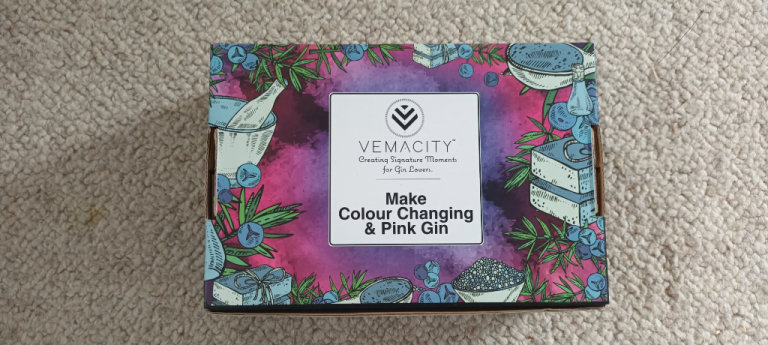 VEMACITY™
Creating Signature Moments
for Gin Lovers.
Make
Colour Changing
& Pink Gin